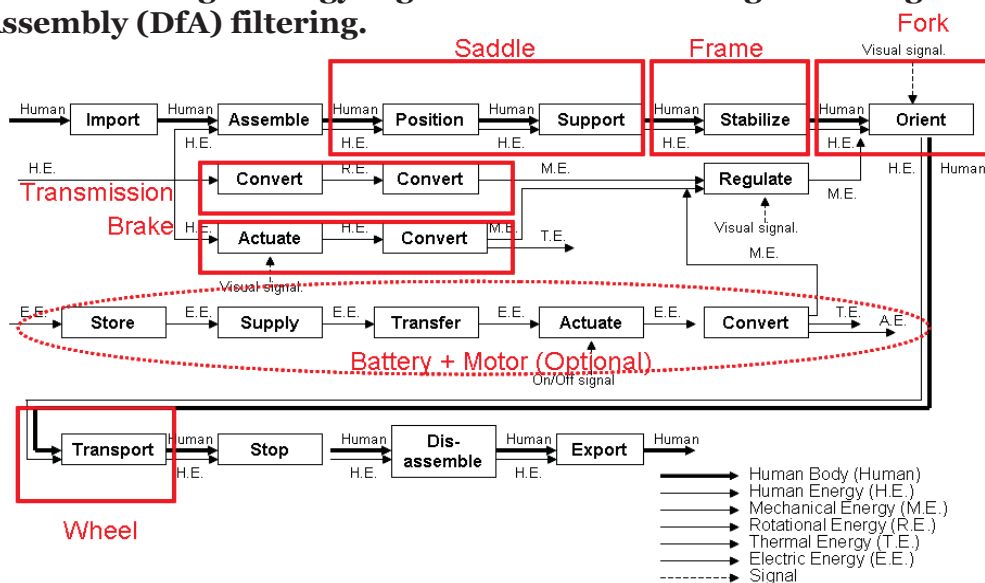 Assembly (DfA) filtering.
Fork
Saddle
Frame
Visual signal.
Human
Import
Human
Assemble
Human
Position
Human
Support
Human
Stabilize
Human
Orient
H.E.
H.E.
H.E.
H.E.
H.E.
H.E.
Convert
R.E.
Convert
M.E.
Regulate
H.E.
Human
Transmission
M.E.
Brake
H.E.
Actuate
H.E.
Convert
M.E.
T.E.
Visual signal.
M.E.
Visual signal.
E.E.
Store
E.E.
Supply
E.E.
Transfer
E.E.
Actuate
E.E.
Convert
T.E.
A.E.
Battery + Motor (Optional)
On/Off signal
Transport
Human
Stop
Human
Dis-
assemble
Human
Export
Human
H.E.
H.E.
H.E.
Wheel
Human Body (Human)
Human Energy (H.E.)
Mechanical Energy (M.E.)
Rotational Energy (R.E.)
Thermal Energy (T.E.)
Electric Energy (E.E.)
Signal